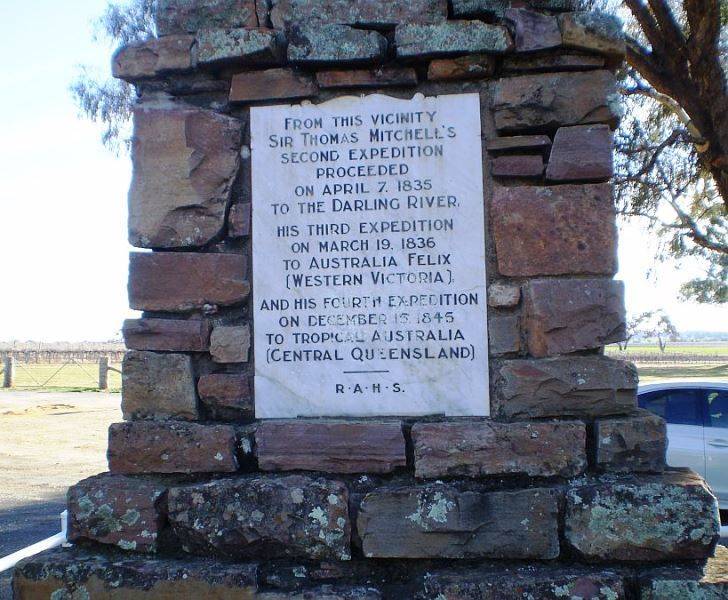 FROM THIS VICINITY
SIR THOMAS MITCHELL'S
SECOND EXPEDITION
PROCEEDED
ON APRIL 7. 1835
TO THE DARLING RIVER,
HIS THIRD EXPEDITION
ON MARCH 19, 1836
TO AUSTRALIA FELIX
(WESTERN VICTORIA),
AND HIS FOURTH EXPEDITION
ON DECEMBER 15. 1845
TO TROPICAL AUSTRALIA
(CENTRAL QUEENSLAND)
R·A·H·S.